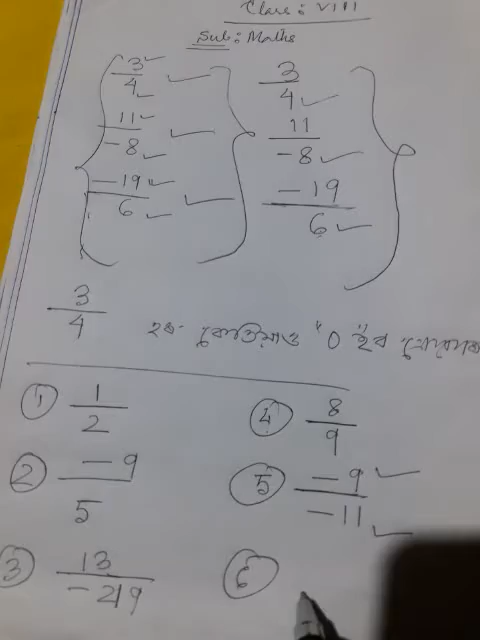 Class: VIII
Sub: Maths
3/4 3/4
11/-8 11/-8
-19/6 -19/6
3/4
① 1/2 ④ 8/9
② -9/5 ⑤ -9/-11
③ 13/-219 ⑥